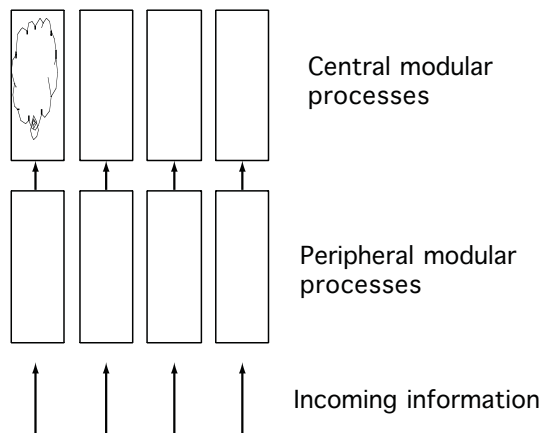 Central modular
processes
Peripheral modular
processes
Incoming information